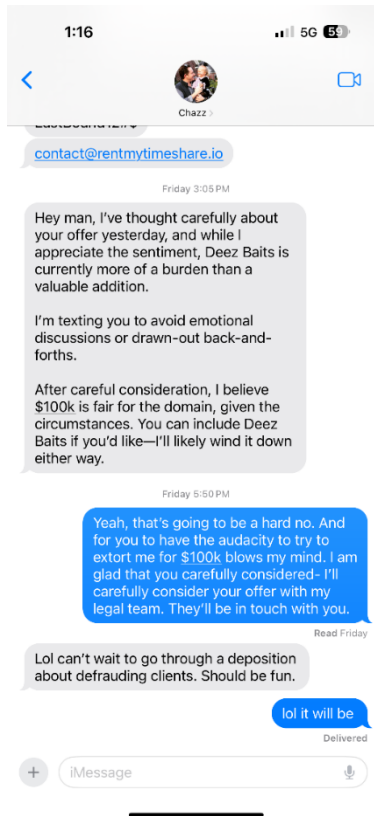 1:16
5G 59
Chazz
contact@rentmytimeshare.io
Friday 3:05 PM
Hey man, I've thought carefully about
your offer yesterday, and while I
appreciate the sentiment, Deez Baits is
currently more of a burden than a
valuable addition.
I'm texting you to avoid emotional
discussions or drawn-out back-and-
forths.
After careful consideration, I believe
$100k is fair for the domain, given the
circumstances. You can include Deez
Baits if you'd like—I'll likely wind it down
either way.
Friday 5:50 PM
Yeah, that's going to be a hard no. And
for you to have the audacity to try to
extort me for $100k blows my mind. I am
glad that you carefully considered- I'll
carefully consider your offer with my
legal team. They'll be in touch with you.
Read Friday
Lol can't wait to go through a deposition
about defrauding clients. Should be fun.
lol it will be
Delivered
iMessage